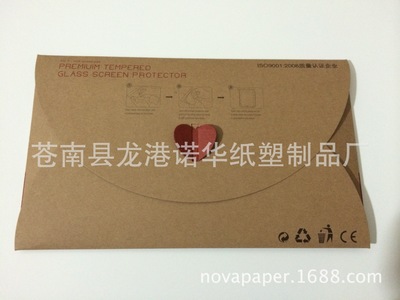 PREMIUM TEMPERED
GLASS SCREEN PROTECTOR
ISO9001:2008质量认证企业
苍南县龙港诺华纸塑制品厂
CE
novapaper.1688.com